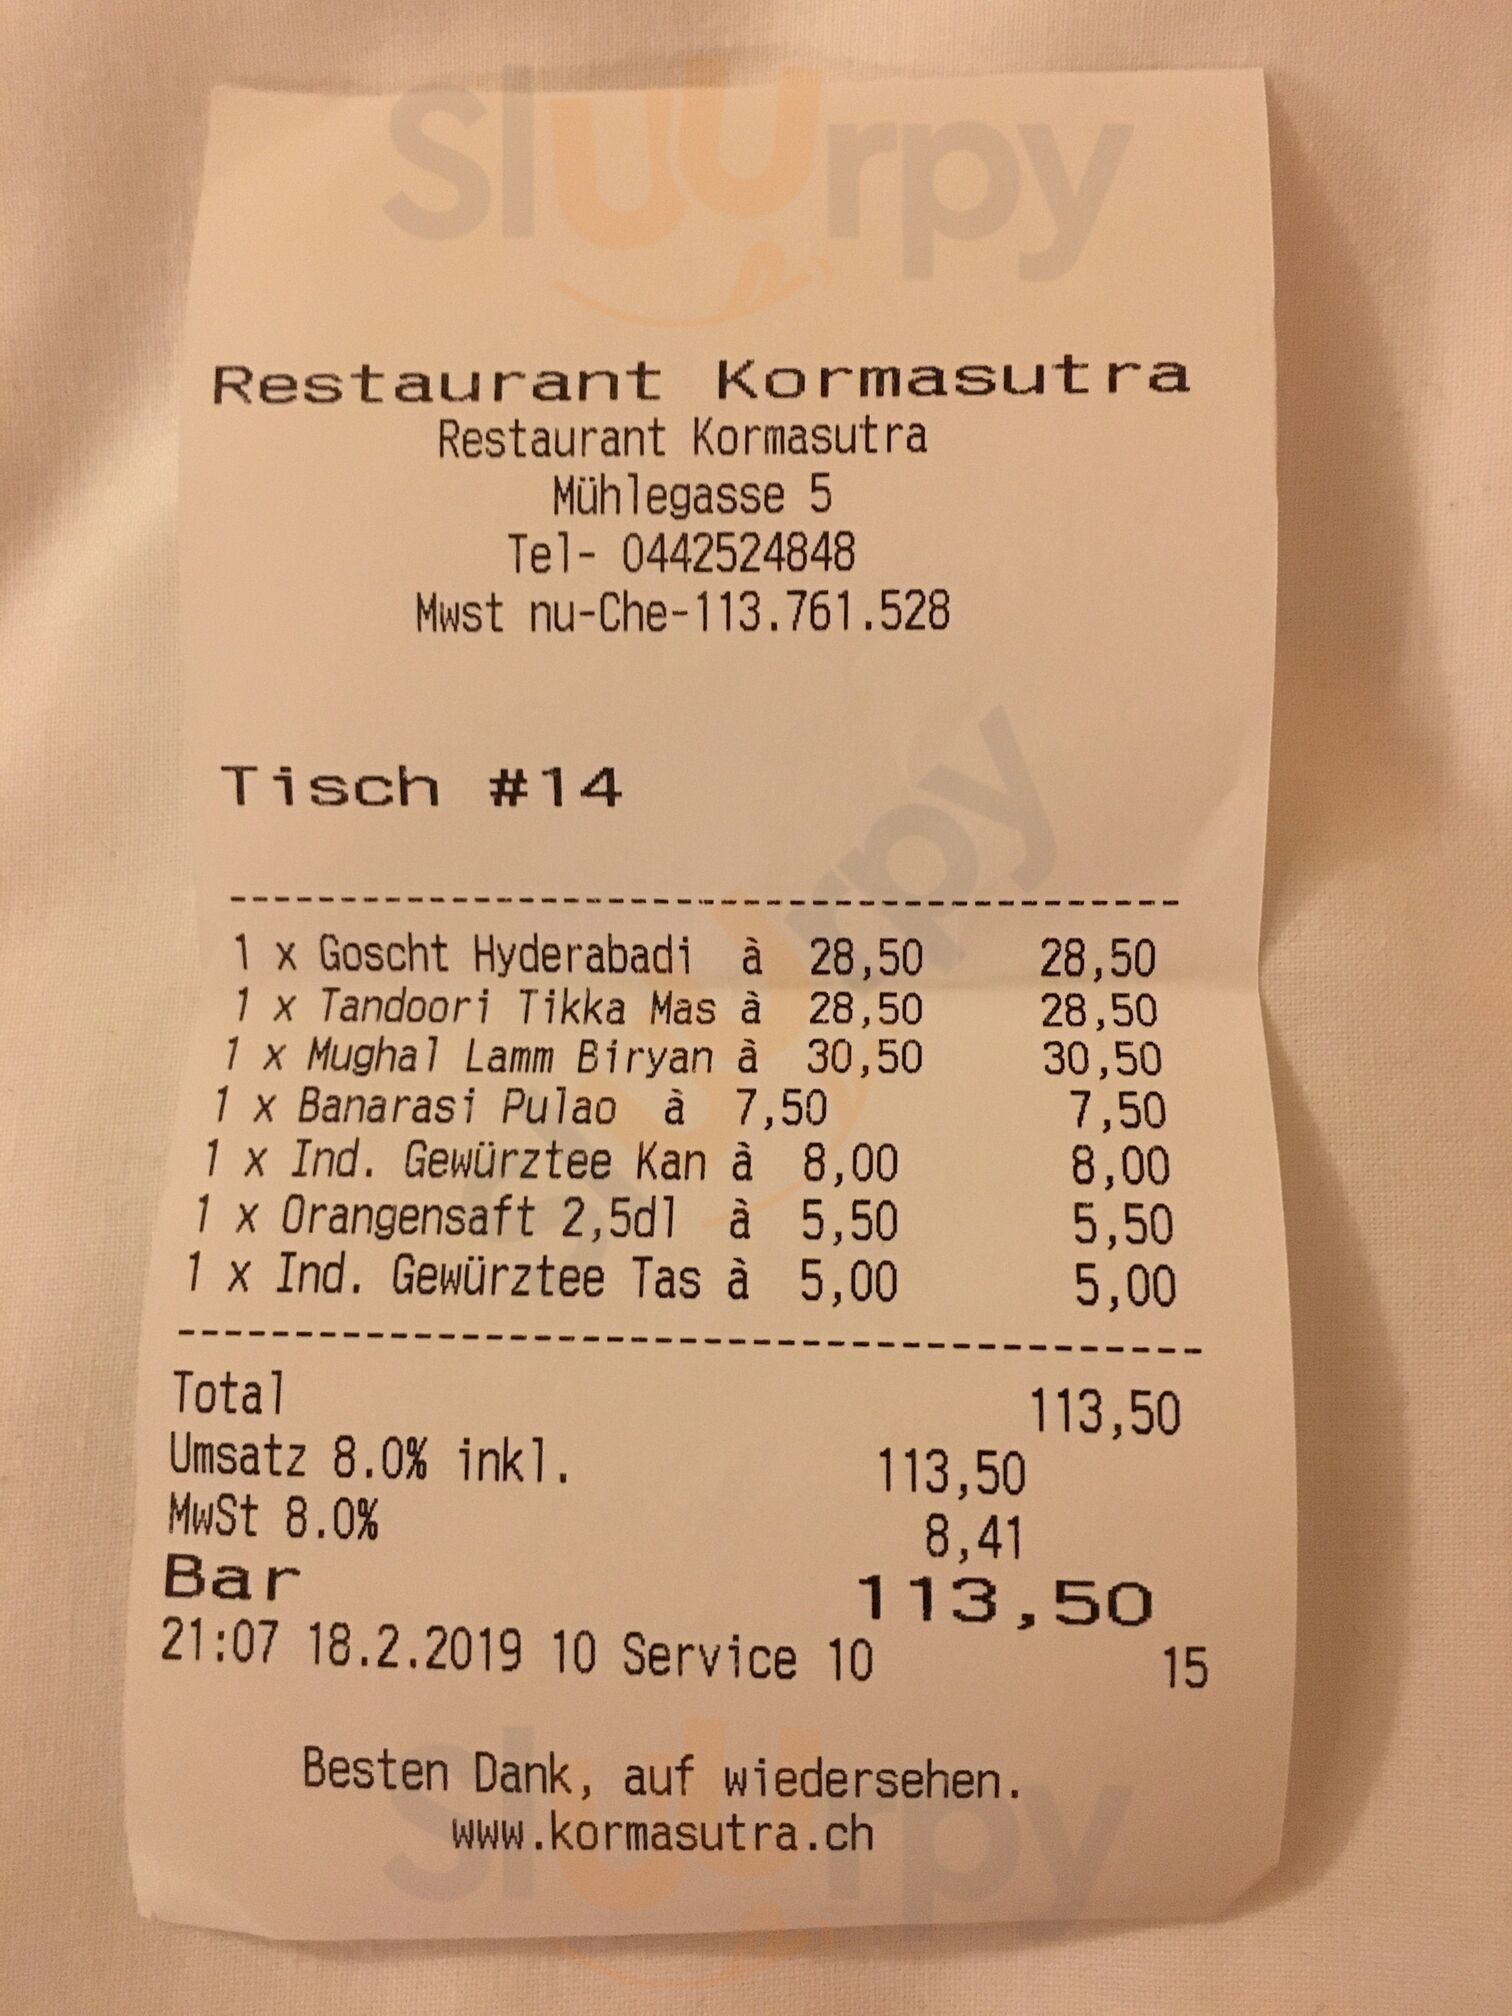 Sluurpy
Restaurant Kormasutra
Restaurant Kormasutra
Mühlegasse 5
Tel- 0442524848
Mwst nu-Che-113.761.528
Tisch #14
1 x Goscht Hyderabadi à 28,50 28,50
1 x Tandoori Tikka Mas à 28,50 28,50
1 x Mughal Lamm Biryan à 30,50 30,50
1 x Banarasi Pulao à 7,50 7,50
1 x Ind. Gewürztee Kan à 8,00 8,00
1 x Orangensaft 2,5dl à 5,50 5,50
1 x Ind. Gewürztee Tas à 5,00 5,00
Total 113,50
Umsatz 8.0% inkl. 113,50
MwSt 8.0% 8,41
Bar 113,50
21:07 18.2.2019 10 Service 10 15
Besten Dank, auf wiedersehen.
www.kormasutra.ch
Sluurpy